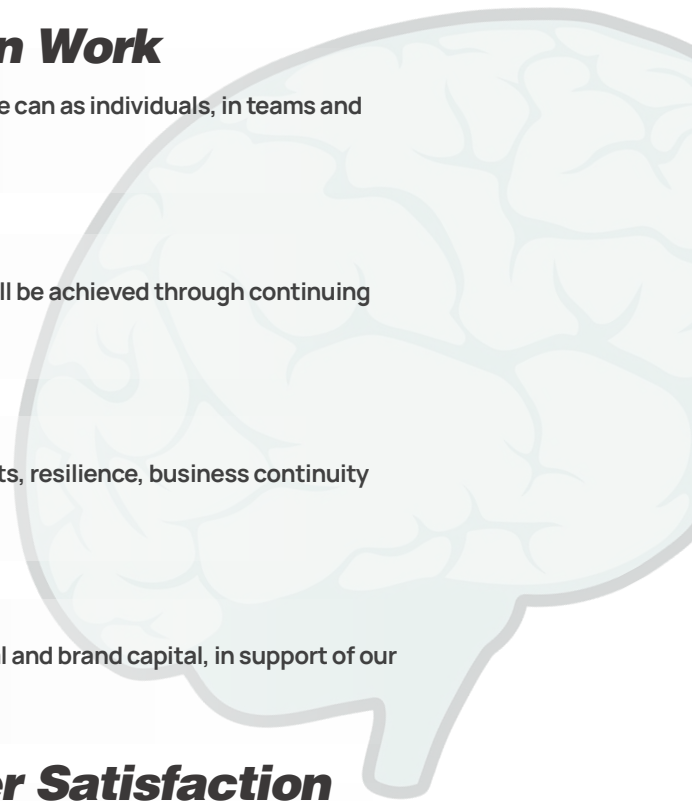 n Work
e can as individuals, in teams and
ll be achieved through continuing
ts, resilience, business continuity
l and brand capital, in support of our
er Satisfaction